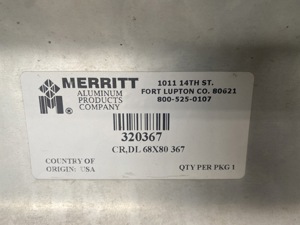 MERRITT
ALUMINUM
PRODUCTS
COMPANY
1011 14TH ST.
FORT LUPTON CO. 80621
800-525-0107
320367
CR,DL 68X80 367
COUNTRY OF
ORIGIN: USA
QTY PER PKG 1